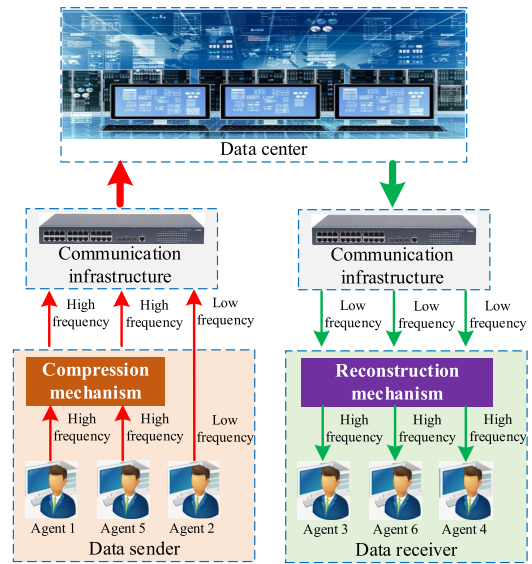 Data center
Communication
infrastructure
Communication
infrastructure
High
frequency
High
frequency
Low
frequency
Low
frequency
Low
frequency
Low
frequency
Compression
mechanism
Reconstruction
mechanism
High
frequency
High
frequency
Low
frequency
High
frequency
High
frequency
High
frequency
Agent 1
Agent 5
Agent 2
Agent 3
Agent 6
Agent 4
Data sender
Data receiver